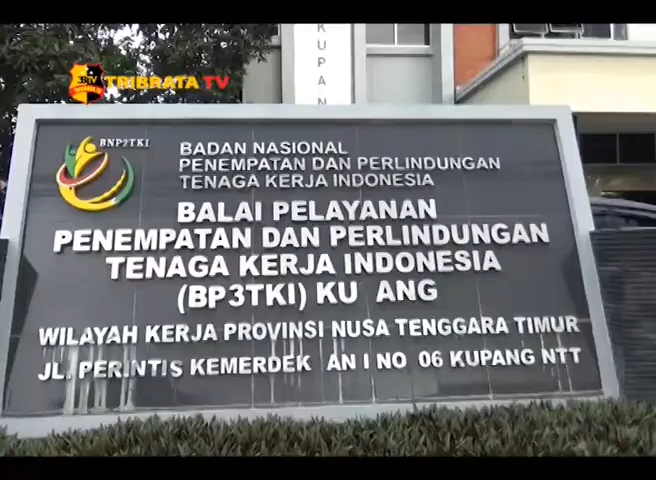 TRIBRATA TV
KUPAN
BNP2TKI
BADAN NASIONAL
PENEMPATAN DAN PERLINDUNGAN
TENAGA KERJA INDONESIA
BALAI PELAYANAN
PENEMPATAN DAN PERLINDUNGAN
TENAGA KERJA INDONESIA
(BP3TKI) KU ANG
WILAYAH KERJA PROVINSI NUSA TENGGARA TIMUR
JL. PERINTIS KEMERDEK AN I NO 06 KUPANG NTT